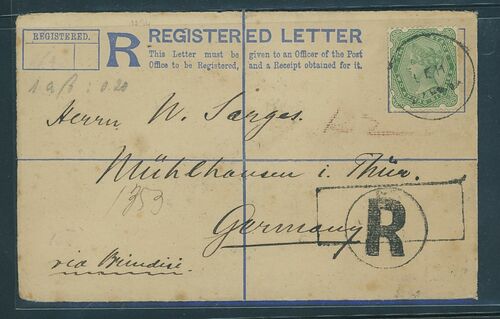 REGISTERED.
R
REGISTERED LETTER
This Letter must be given to an Officer of the Post
Office to be Registered, and a Receipt obtained for it.
Herrn W. Sarges.
Mühlhausen i. Thür.
1353
Germany
R
via Brindisi.